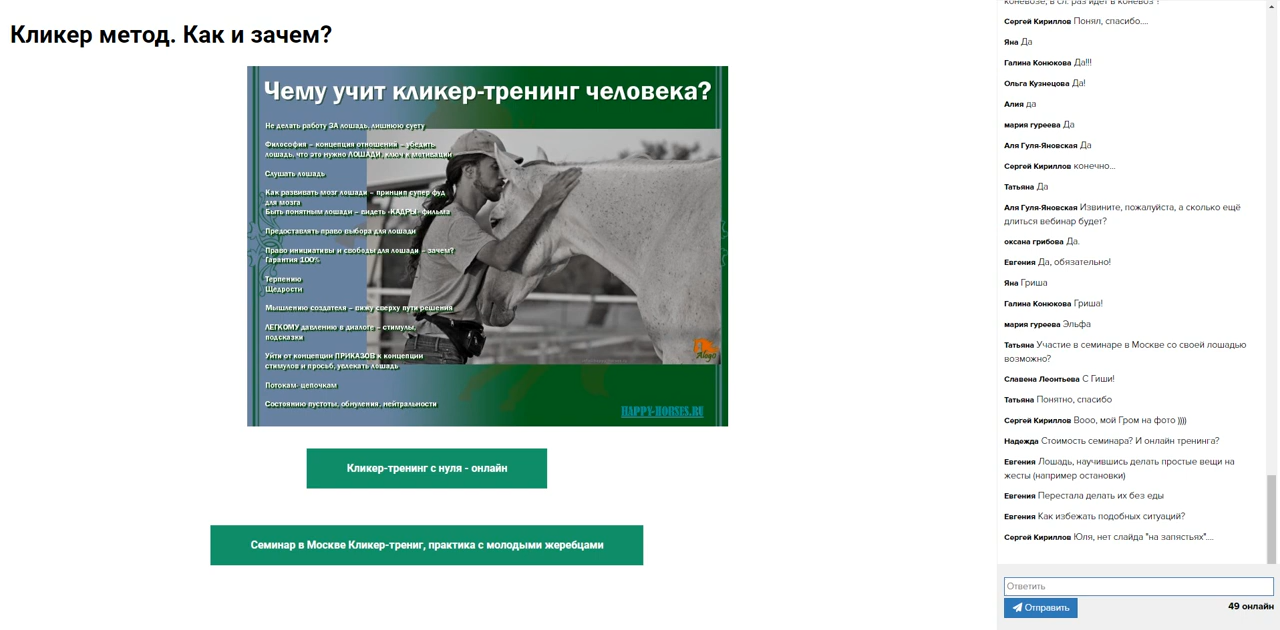 Кликер метод. Как и зачем?
Чему учит кликер-тренинг человека?
Не делать работу ЗА лошадь, лишнюю суету
Философия – концепция отношений – убедить
лошадь, что это нужно ЛОШАДИ, ключ к мотивации
Слушать лошадь
Как развивать мозг лошади – принцип супер фуд
для мозга
Быть понятным лошади – видеть «КАДРЫ» фильма
Предоставлять право выбора для лошади
Право инициативы и свободы для лошади – зачем?
Гарантия 100%
Терпению
Щедрости
Мышлению создателя – вижу сверху пути решения
ЛЕГКОМУ давлению в диалоге – стимулы,
подсказки
Уйти от концепции ПРИКАЗОВ к концепции
стимулов и просьб, увлекать лошадь
Потокам- цепочкам
Состоянию пустоты, обнуления, нейтральности
HAPPY-HORSES.RU
Кликер-тренинг с нуля - онлайн
Семинар в Москве Кликер-трениг, практика с молодыми жеребцами
коневозе, в сл. раз идет в коневоз ?
Сергей Кириллов Понял, спасибо....
Яна Да
Галина Конюкова Да!!!
Ольга Кузнецова Да!
Алия да
мария гуреева Да
Аля Гуля-Яновская Да
Сергей Кириллов конечно...
Татьяна Да
Аля Гуля-Яновская Извините, пожалуйста, а сколько ещё
длиться вебинар будет?
оксана грибова Да.
Евгения Да, обязательно!
Яна Гриша
Галина Конюкова Гриша!
мария гуреева Эльфа
Татьяна Участие в семинаре в Москве со своей лошадью
возможно?
Славена Леонтьева С Гиши!
Татьяна Понятно, спасибо
Сергей Кириллов Вооо, мой Гром на фото ))))
Надежда Стоимость семинара? И онлайн тренинга?
Евгения Лошадь, научившись делать простые вещи на
жесты (например остановки)
Евгения Перестала делать их без еды
Евгения Как избежать подобных ситуаций?
Сергей Кириллов Юля, нет слайда "на запястьях"....
Ответить
Отправить
49 онлайн